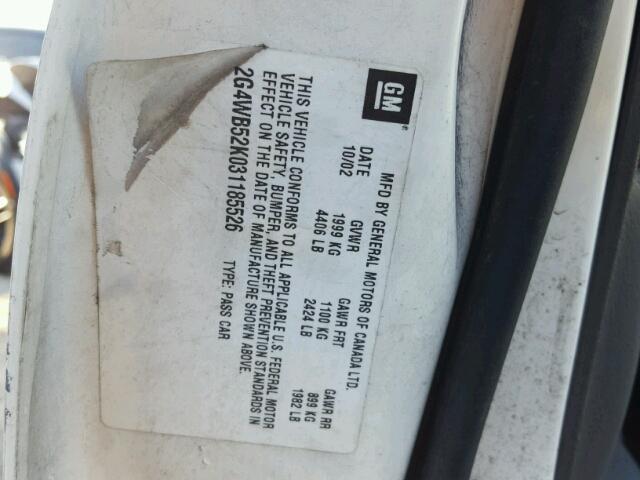 GM
MFD BY GENERAL MOTORS OF CANADA LTD.
DATE GVWR GAWR FRT GAWR RR
10/02 1999 KG 1100 KG 899 KG
4406 LB 2424 LB 1982 LB
THIS VEHICLE CONFORMS TO ALL APPLICABLE U.S. FEDERAL MOTOR
VEHICLE SAFETY, BUMPER, AND THEFT PREVENTION STANDARDS IN
EFFECT ON THE DATE OF MANUFACTURE SHOWN ABOVE.
2G4WB52K031185526 TYPE: PASS CAR